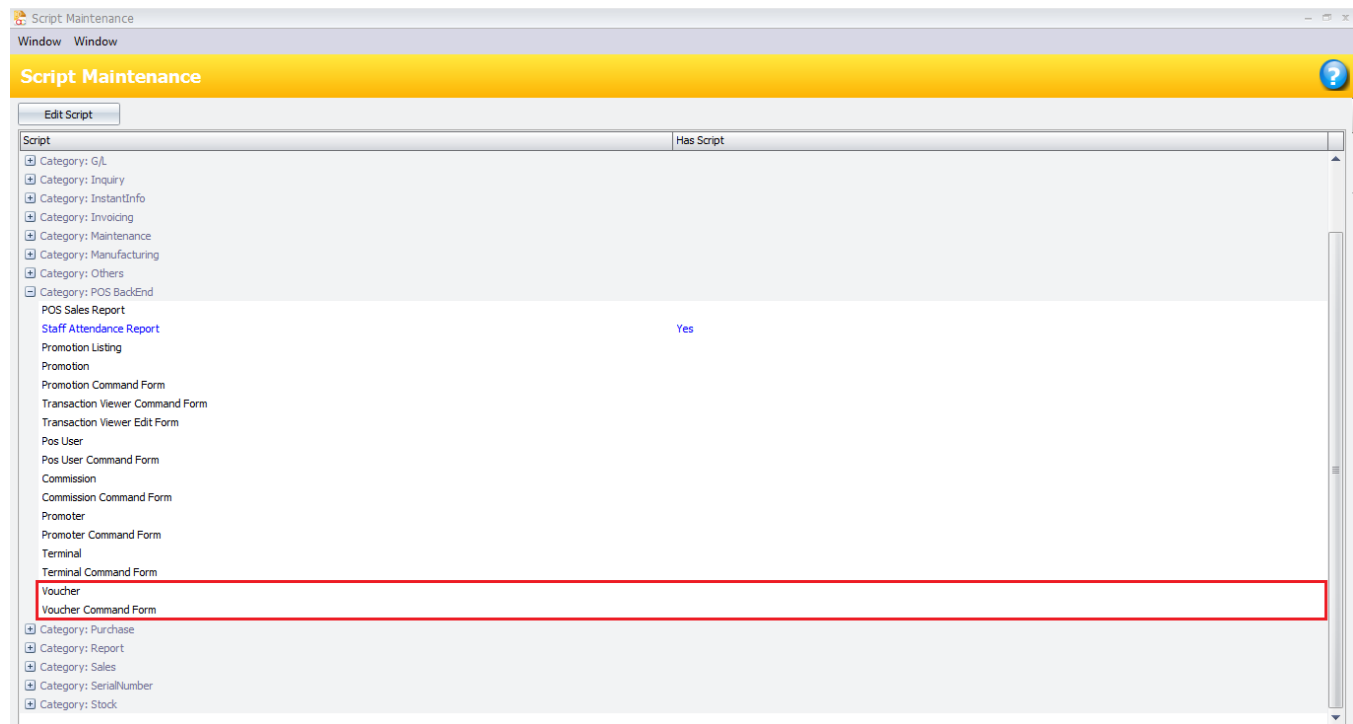 Script Maintenance
Window Window
Script Maintenance
?
Edit Script
Script Has Script
Category: G/L
Category: Inquiry
Category: InstantInfo
Category: Invoicing
Category: Maintenance
Category: Manufacturing
Category: Others
Category: POS BackEnd
POS Sales Report
Staff Attendance Report Yes
Promotion Listing
Promotion
Promotion Command Form
Transaction Viewer Command Form
Transaction Viewer Edit Form
Pos User
Pos User Command Form
Commission
Commission Command Form
Promoter
Promoter Command Form
Terminal
Terminal Command Form
Voucher
Voucher Command Form
Category: Purchase
Category: Report
Category: Sales
Category: SerialNumber
Category: Stock